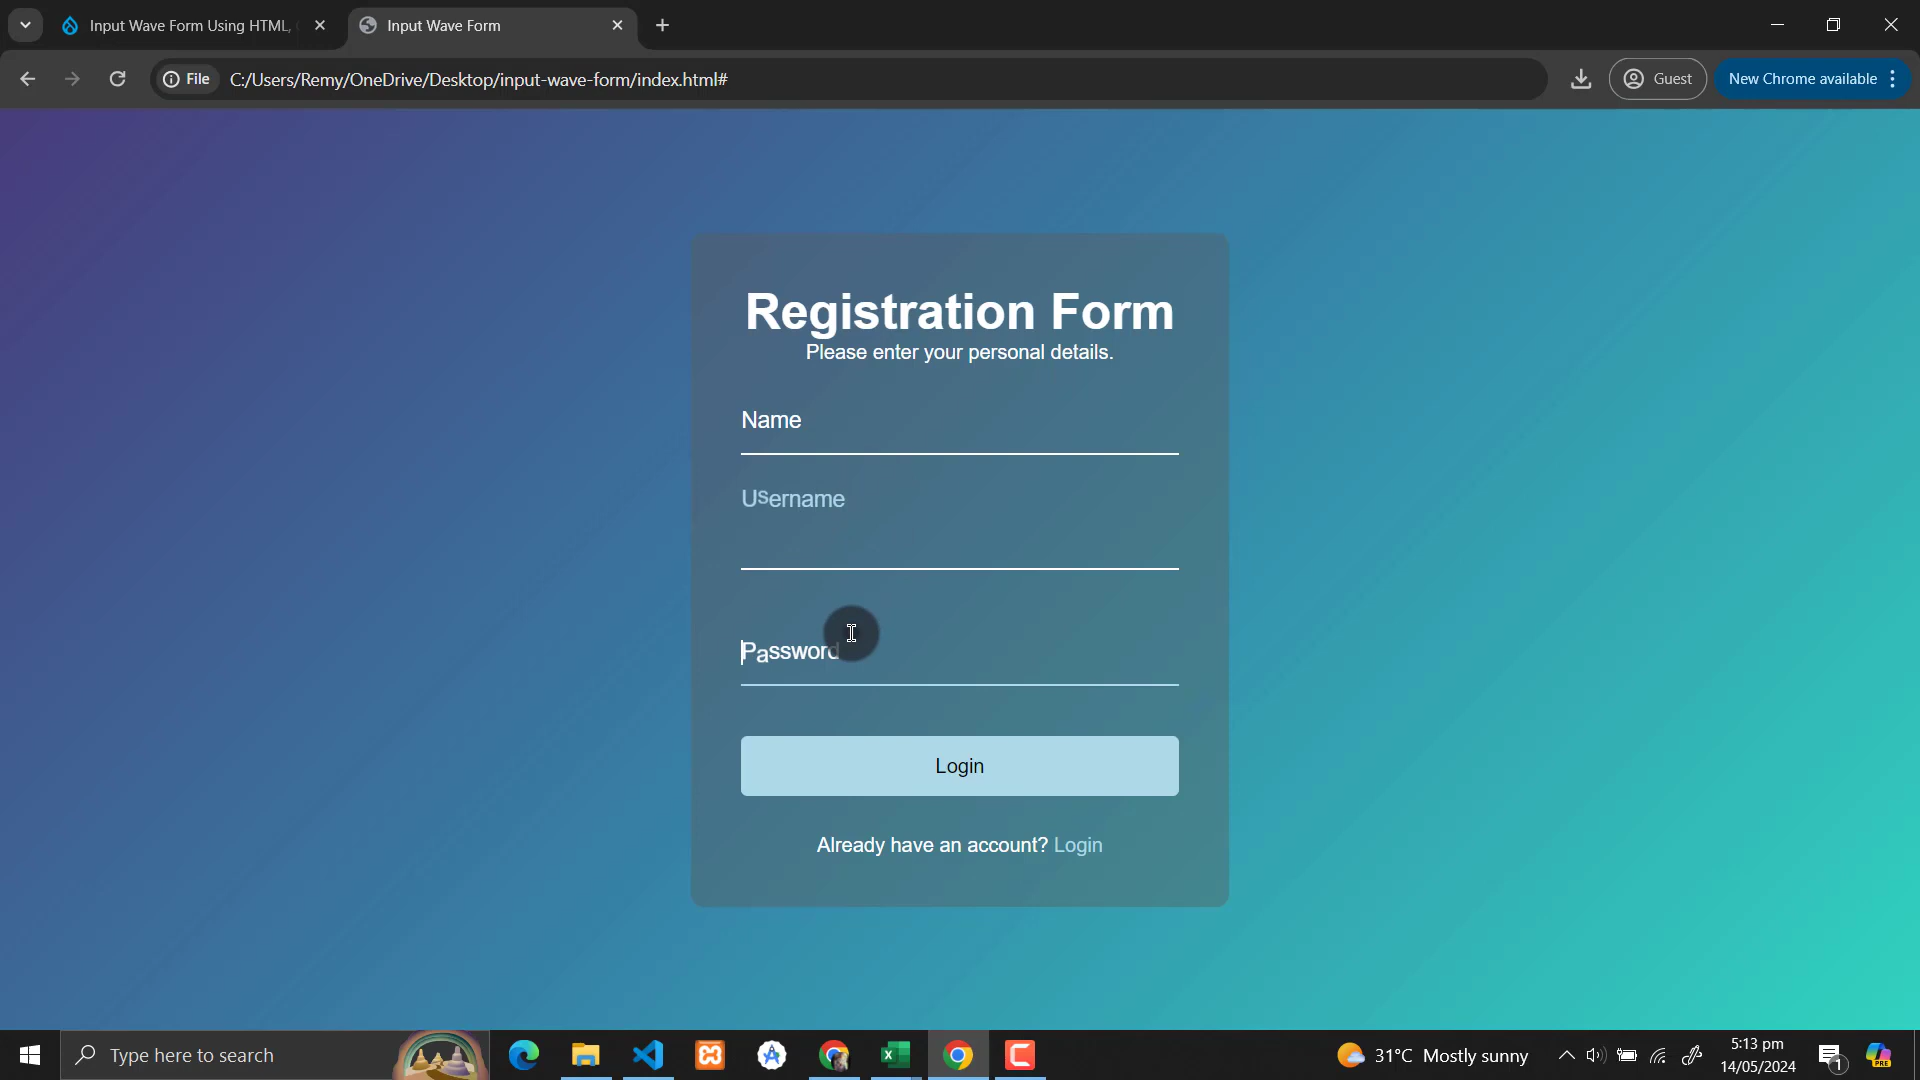 Input Wave Form Using HTML,
Input Wave Form
File
C:/Users/Remy/OneDrive/Desktop/input-wave-form/index.html#
Guest
New Chrome available
Registration Form
Please enter your personal details.
Name
Username
Password
Login
Already have an account? Login
Type here to search
31°C Mostly sunny
5:13 pm
14/05/2024
1
PRE